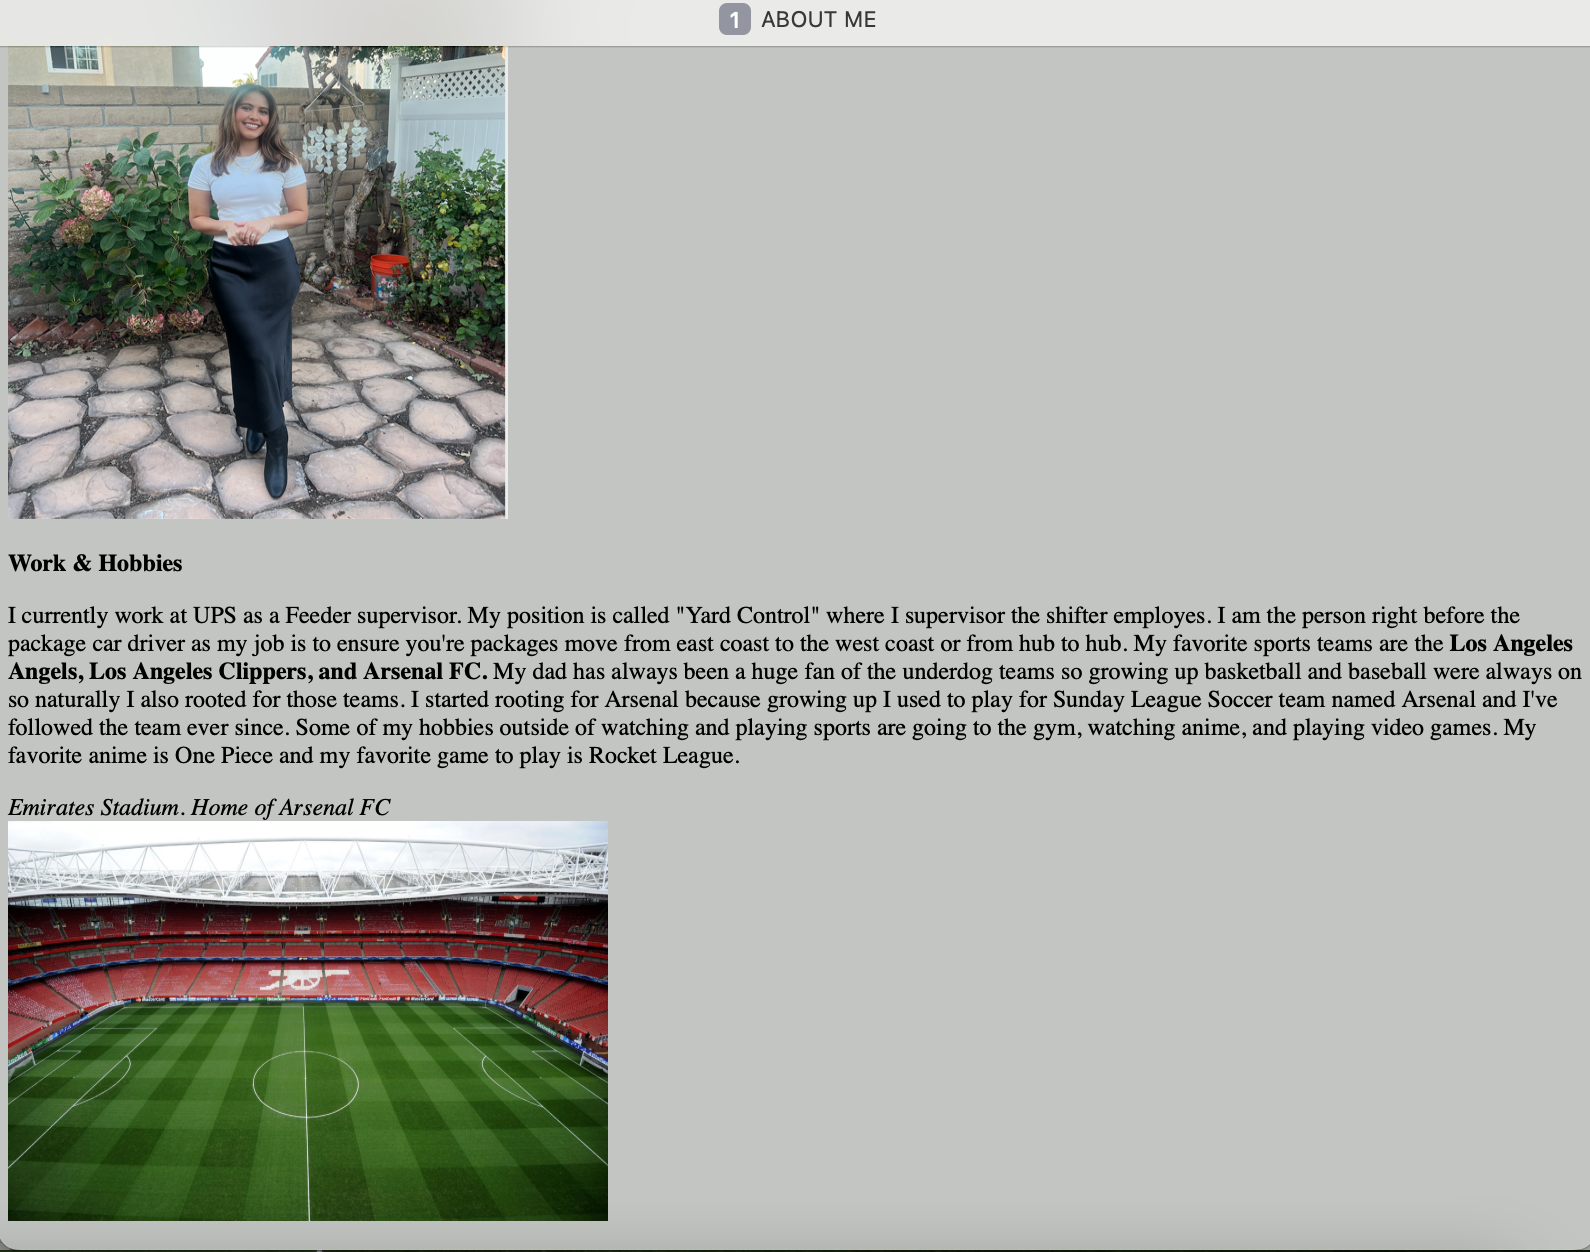 1 ABOUT ME
Work & Hobbies
I currently work at UPS as a Feeder supervisor. My position is called "Yard Control" where I supervisor the shifter employes. I am the person right before the
package car driver as my job is to ensure you're packages move from east coast to the west coast or from hub to hub. My favorite sports teams are the Los Angeles
Angels, Los Angeles Clippers, and Arsenal FC. My dad has always been a huge fan of the underdog teams so growing up basketball and baseball were always on
so naturally I also rooted for those teams. I started rooting for Arsenal because growing up I used to play for Sunday League Soccer team named Arsenal and I've
followed the team ever since. Some of my hobbies outside of watching and playing sports are going to the gym, watching anime, and playing video games. My
favorite anime is One Piece and my favorite game to play is Rocket League.
Emirates Stadium. Home of Arsenal FC